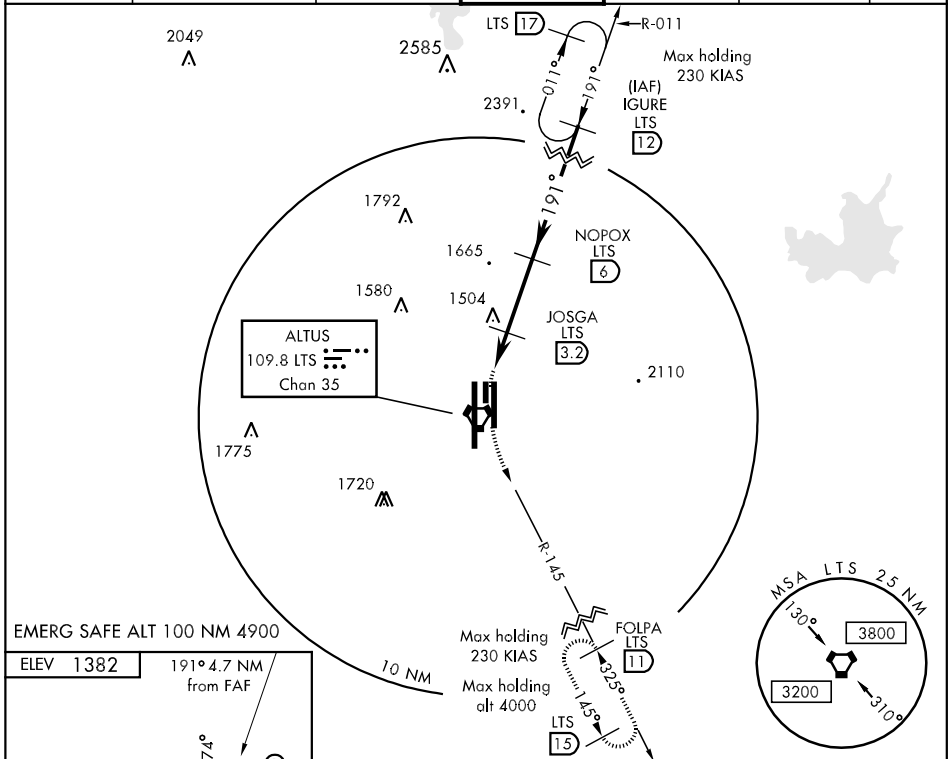 LTS 17
R-011
2049
2585
Max holding
230 KIAS
011°
191°
(IAF)
IGURE
LTS
12
2391
191°
1792
NOPOX
LTS
6
1665
1580
1504
JOSGA
LTS
3.2
ALTUS
109.8 LTS
Chan 35
2110
1775
1720
R-145
MSA LTS 25 NM
130°
3800
3200
310°
EMERG SAFE ALT 100 NM 4900
Max holding
230 KIAS
FOLPA
LTS
11
ELEV 1382
191° 4.7 NM
from FAF
10 NM
Max holding
alt 4000
325°
145°
LTS
15
74°